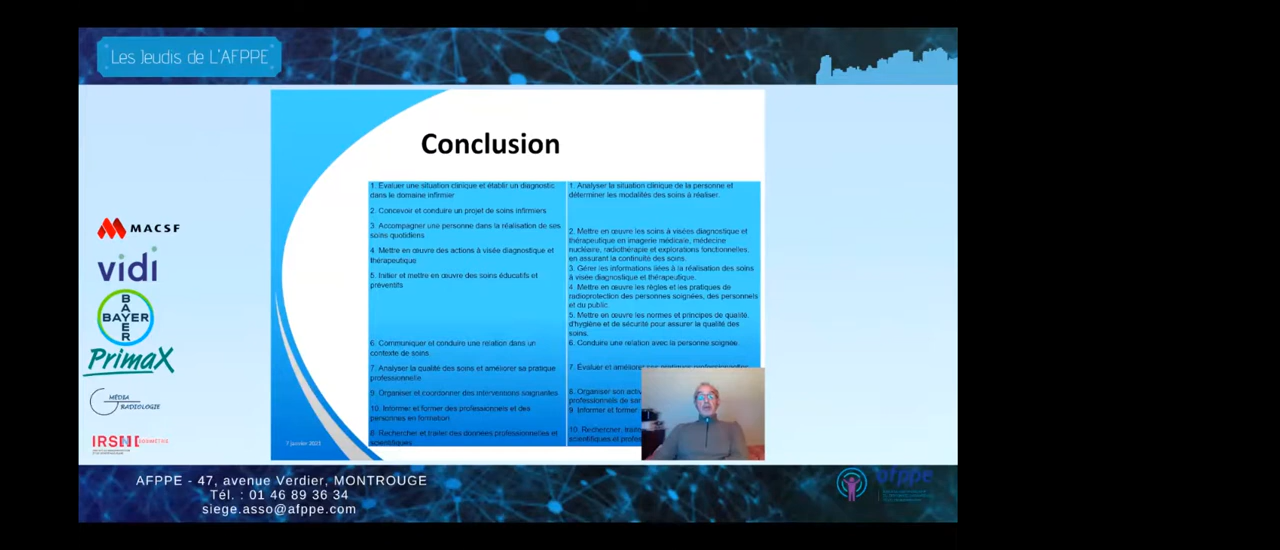 Les Jeudis de L'AFPPE
Conclusion
1. Evaluer une situation clinique et établir un diagnostic
dans le domaine infirmier
2. Concevoir et conduire un projet de soins infirmiers
3. Accompagner une personne dans la réalisation de ses
soins quotidiens
4. Mettre en œuvre des actions à visée diagnostique et
thérapeutique
5. Initier et mettre en œuvre des soins éducatifs et
préventifs
6. Communiquer et conduire une relation dans un
contexte de soins
7. Analyser la qualité des soins et améliorer sa pratique
professionnelle
9. Organiser et coordonner des interventions soignantes
10. Informer et former des professionnels et des
personnes en formation
8. Rechercher et traiter des données professionnelles et
scientifiques
1. Analyser la situation clinique de la personne et
déterminer les modalités des soins à réaliser.
2. Mettre en œuvre les soins à visées diagnostique et
thérapeutique en imagerie médicale, médecine
nucléaire, radiothérapie et explorations fonctionnelles,
en assurant la continuité des soins.
3. Gérer les informations liées à la réalisation des soins
à visée diagnostique et thérapeutique.
4. Mettre en œuvre les règles et les pratiques de
radioprotection des personnes soignées, des personnels
et du public.
5. Mettre en œuvre les normes et principes de qualité,
d'hygiène et de sécurité pour assurer la qualité des
soins.
6. Conduire une relation avec la personne soignée.
7. Évaluer et améliorer ses pratiques professionnelles
8. Organiser son
professionnels de
9. Informer et former
10. Rechercher,
scientifiques et
7 janvier 2021
MACSF
vidi
BAYER
BAYER
PrimaX
MÉDIA
RADIOLOGIE
IRSN
AFPPE - 47, avenue Verdier, MONTROUGE
Tél. : 01 46 89 36 34
siege.asso@afppe.com
afppe